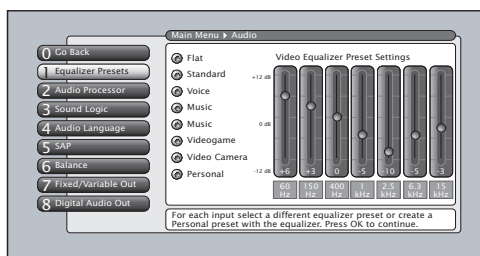 Main Menu ▶ Audio
0 Go Back
1 Equalizer Presets
2 Audio Processor
3 Sound Logic
4 Audio Language
5 SAP
6 Balance
7 Fixed/Variable Out
8 Digital Audio Out
Flat
Standard
Voice
Music
Music
Videogame
Video Camera
Personal
Video Equalizer Preset Settings
+12 dB
0 dB
-12 dB
+6 +3 0 -5 -10 -5 -3
60 Hz 150 Hz 400 Hz 1 kHz 2.5 kHz 6.3 kHz 15 kHz
For each input select a different equalizer preset or create a
Personal preset with the equalizer. Press OK to continue.